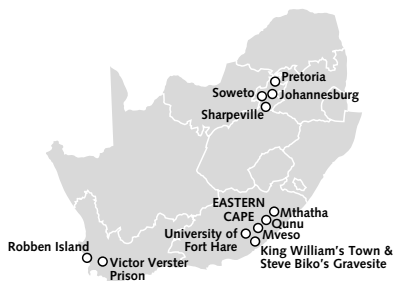 Pretoria
Soweto
Johannesburg
Sharpeville
EASTERN
CAPE
Mthatha
Qunu
University of
Fort Hare
Mveso
Robben Island
Victor Verster
Prison
King William's Town &
Steve Biko's Gravesite